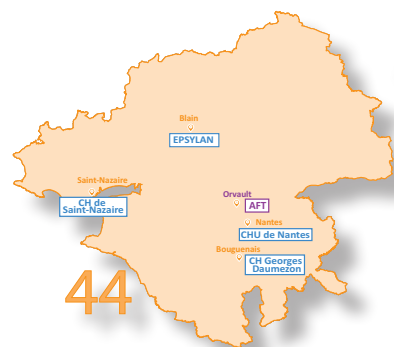 Blain
EPSYLAN
Saint-Nazaire
CH de
Saint-Nazaire
Orvault
AFT
Nantes
CHU de Nantes
Bouguenais
CH Georges
Daumezon
44